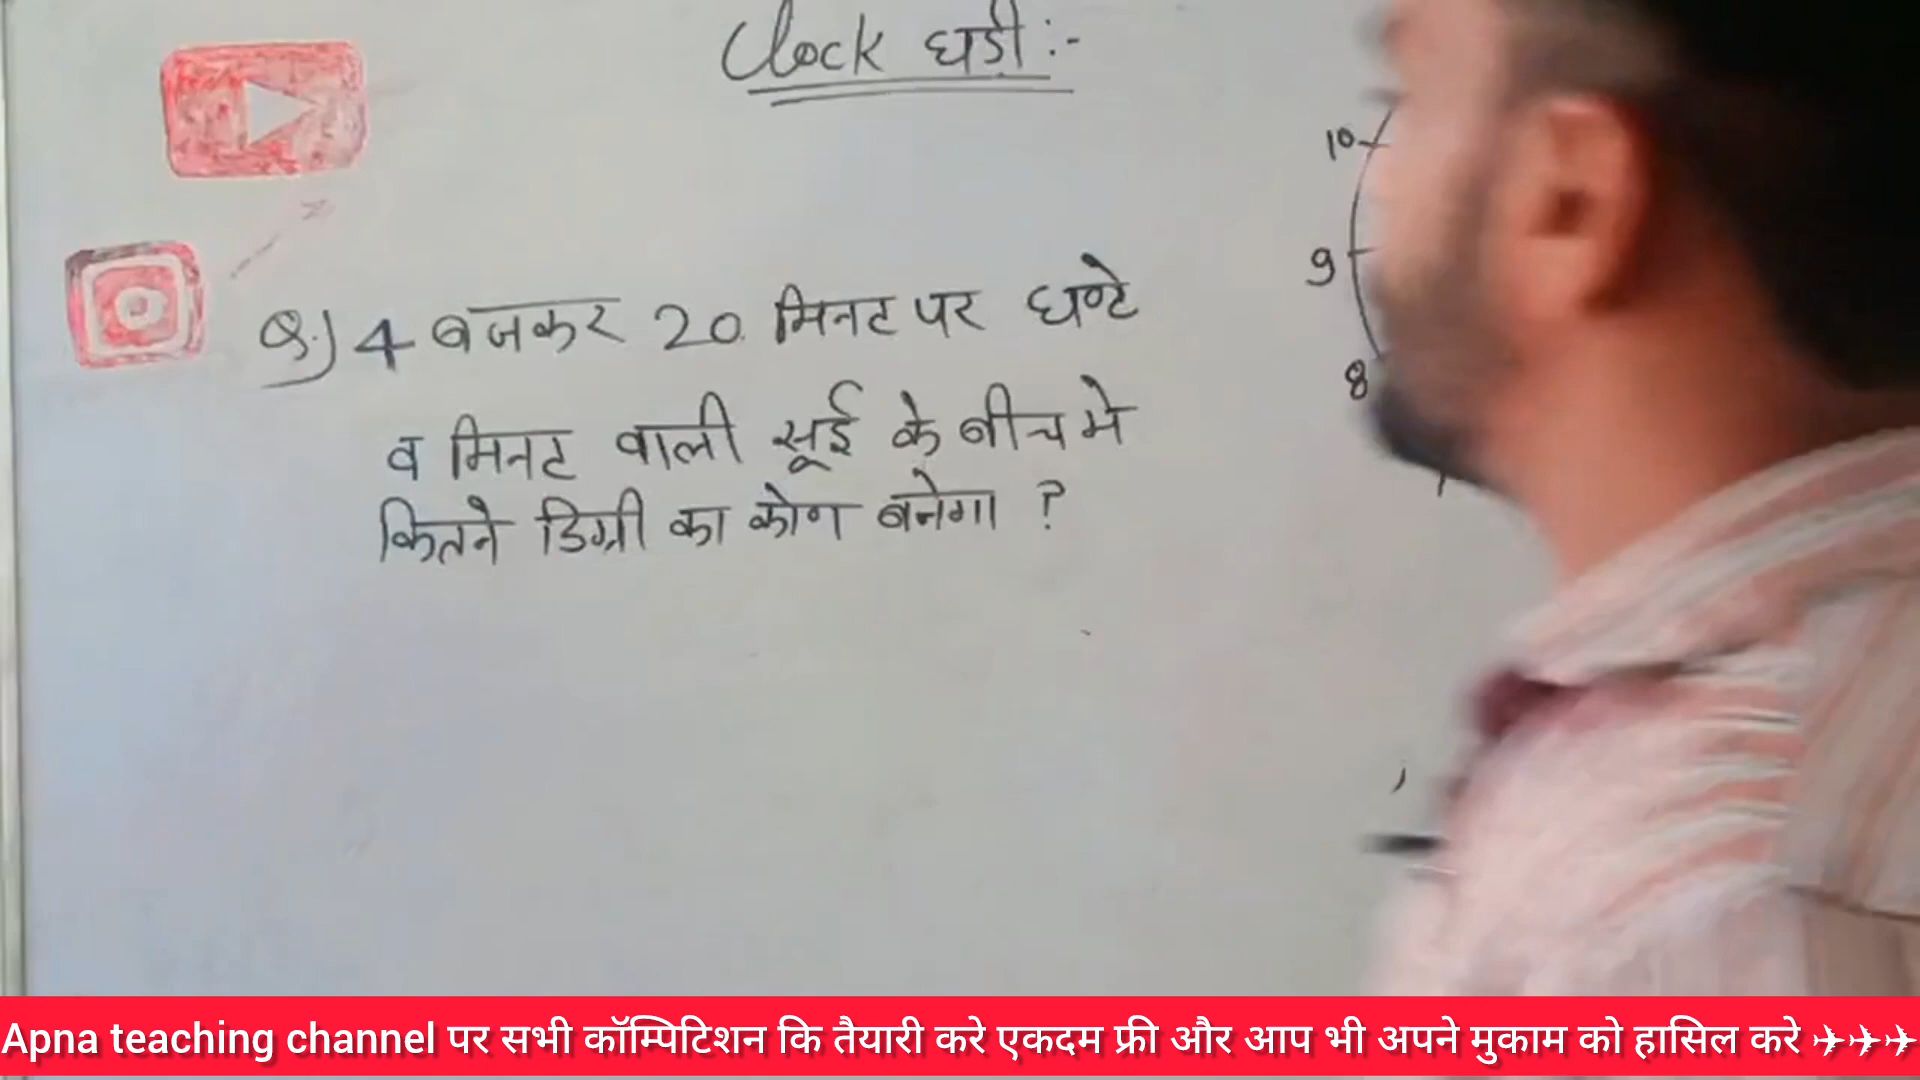 Clock घडी :-
Q.) 4 बजकर 20 मिनट पर घण्टे
व मिनट वाली सूई के बीच मे
कितने डिग्री का कोण बनेगा ?
10
9
8
Apna teaching channel पर सभी कॉम्पिटिशन कि तैयारी करे एकदम फ्री और आप भी अपने मुकाम को हासिल करे ✈✈✈